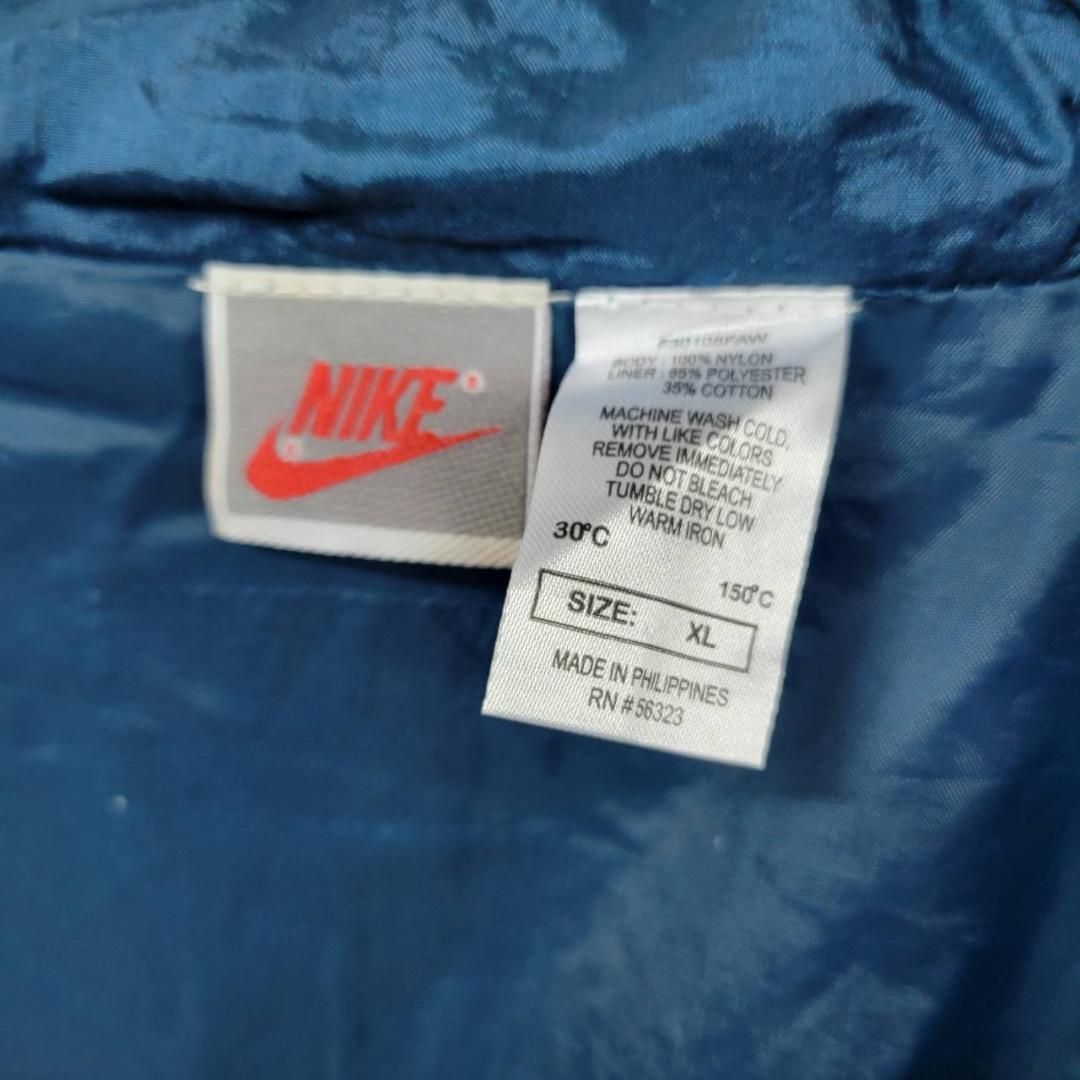 NIKE
BODY : 100% NYLON
LINER : 65% POLYESTER
35% COTTON
MACHINE WASH COLD,
WITH LIKE COLORS,
REMOVE IMMEDIATELY
DO NOT BLEACH
TUMBLE DRY LOW
WARM IRON
30°C
150°C
SIZE: XL
MADE IN PHILIPPINES
RN # 56323